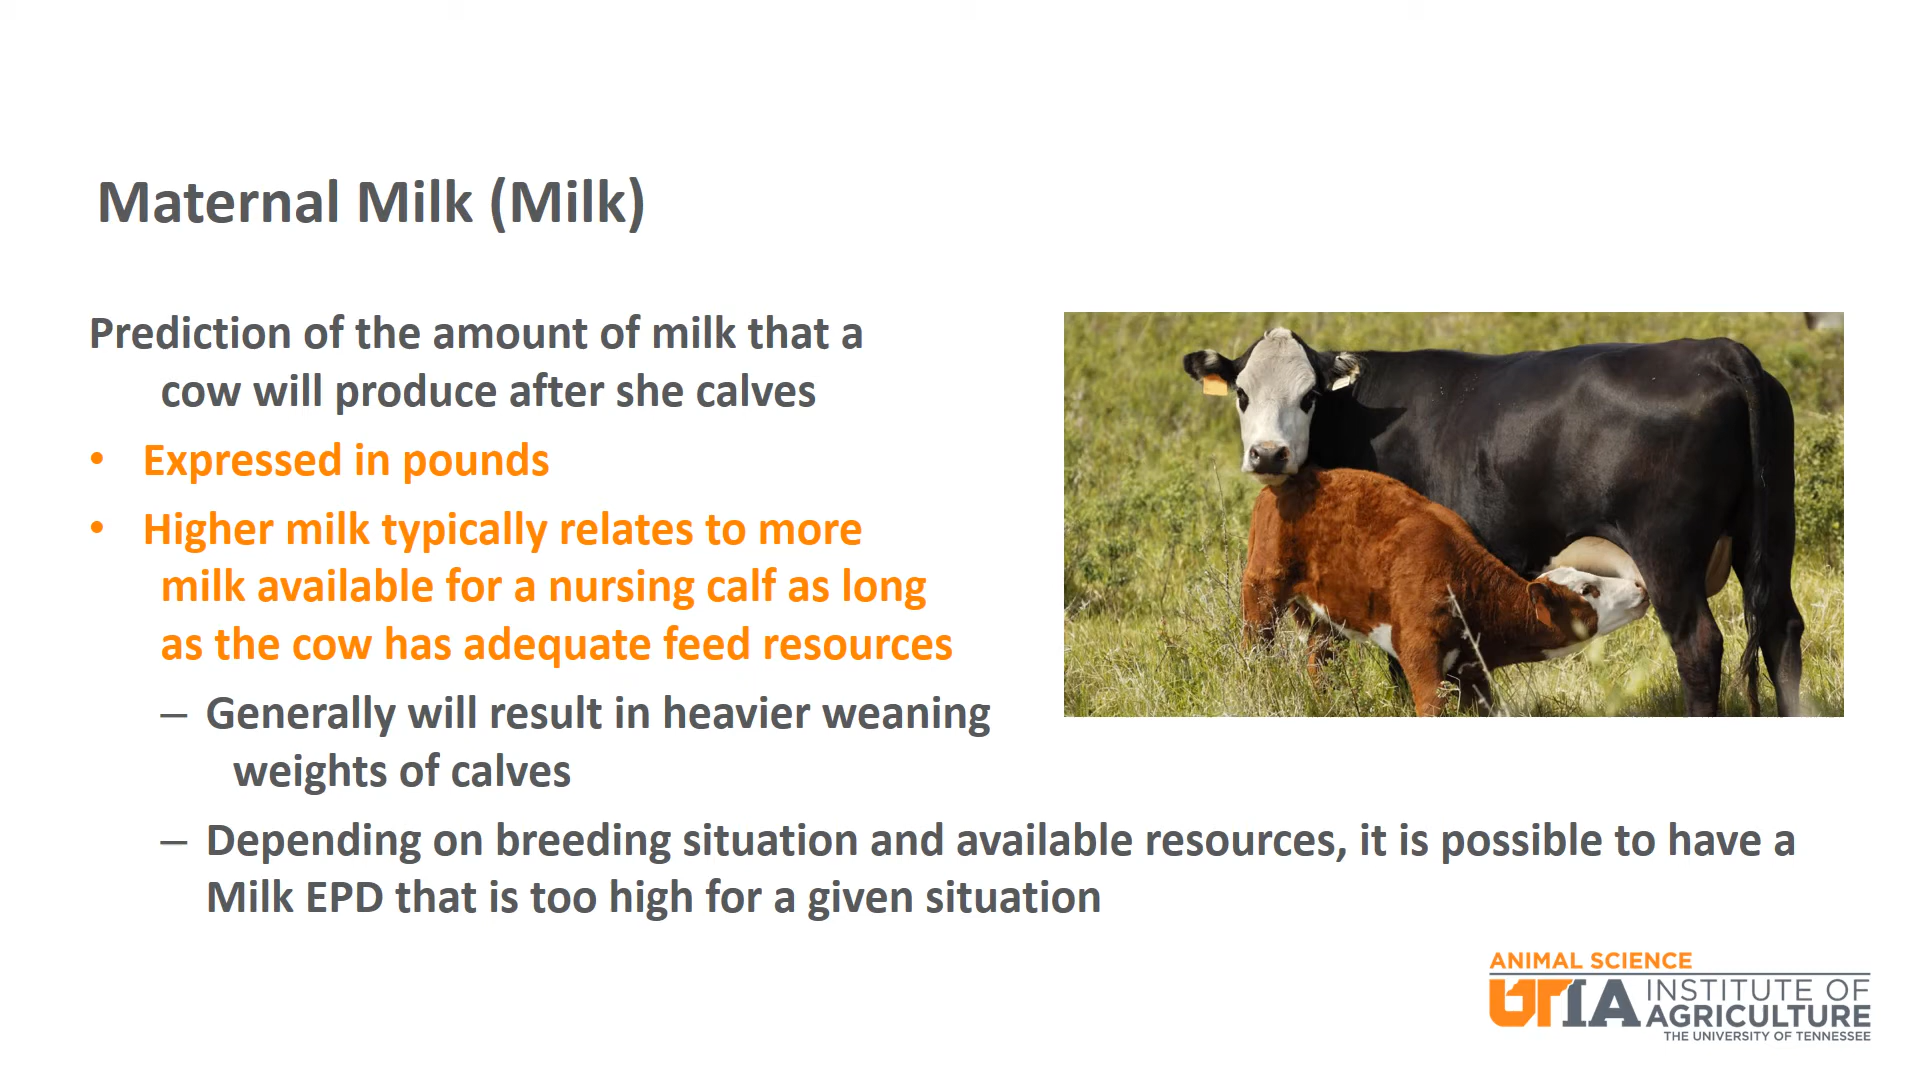 Maternal Milk (Milk)
Prediction of the amount of milk that a
cow will produce after she calves
• Expressed in pounds
• Higher milk typically relates to more
milk available for a nursing calf as long
as the cow has adequate feed resources
– Generally will result in heavier weaning
weights of calves
– Depending on breeding situation and available resources, it is possible to have a
Milk EPD that is too high for a given situation
ANIMAL SCIENCE
UTIA INSTITUTE OF
AGRICULTURE
THE UNIVERSITY OF TENNESSEE